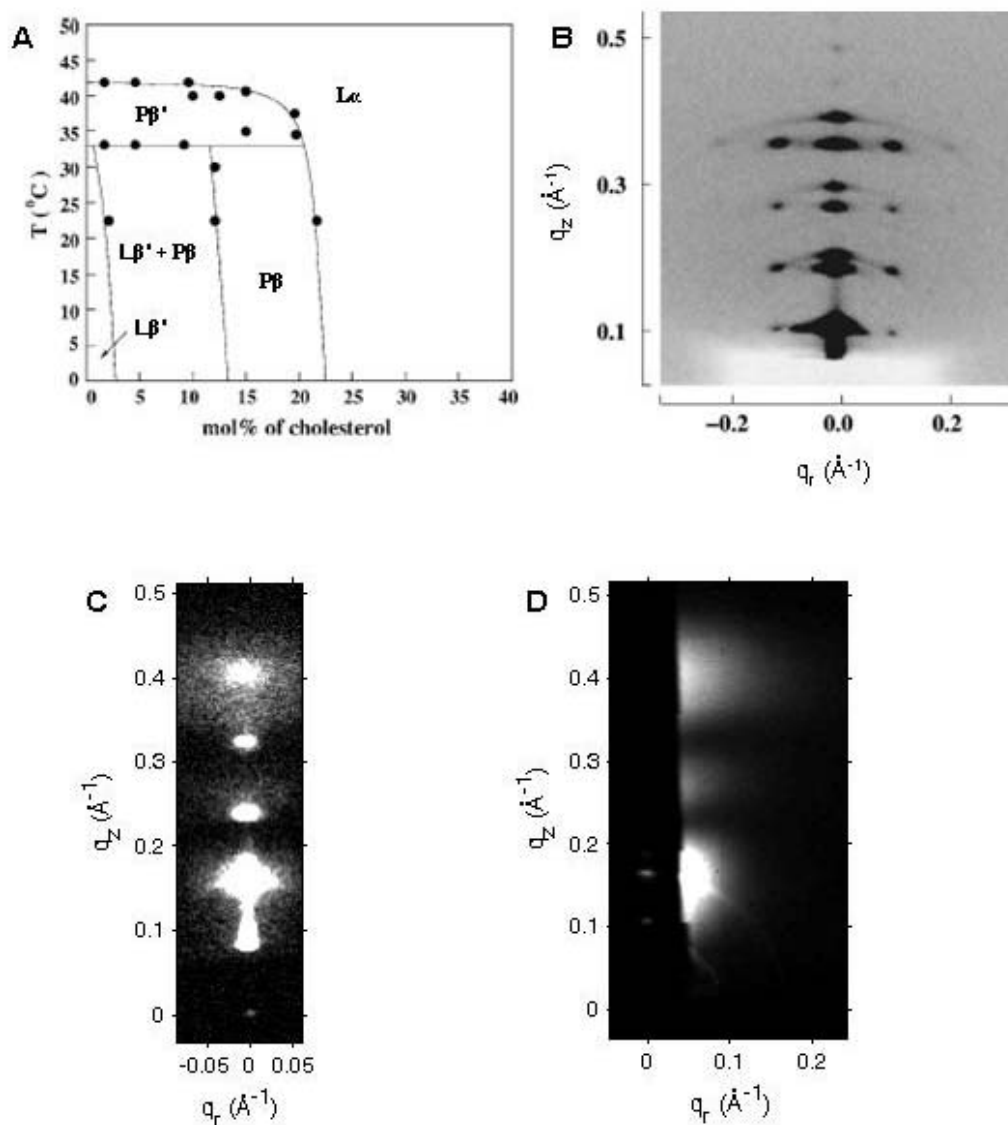 A
50
45
40
35
30
25
20
15
10
5
0
T (°C)
Lα
Pβ'
Lβ' + Pβ
Pβ
Lβ'
0 5 10 15 20 25 30 35 40
mol% of cholesterol
B
0.5
0.3
0.1
qz (Å-1)
-0.2 0.0 0.2
qr (Å-1)
C
0.5
0.4
0.3
0.2
0.1
0
qz (Å-1)
-0.05 0 0.05
qr (Å-1)
D
0.5
0.4
0.3
0.2
0.1
0
qz (Å-1)
0 0.1 0.2
qr (Å-1)